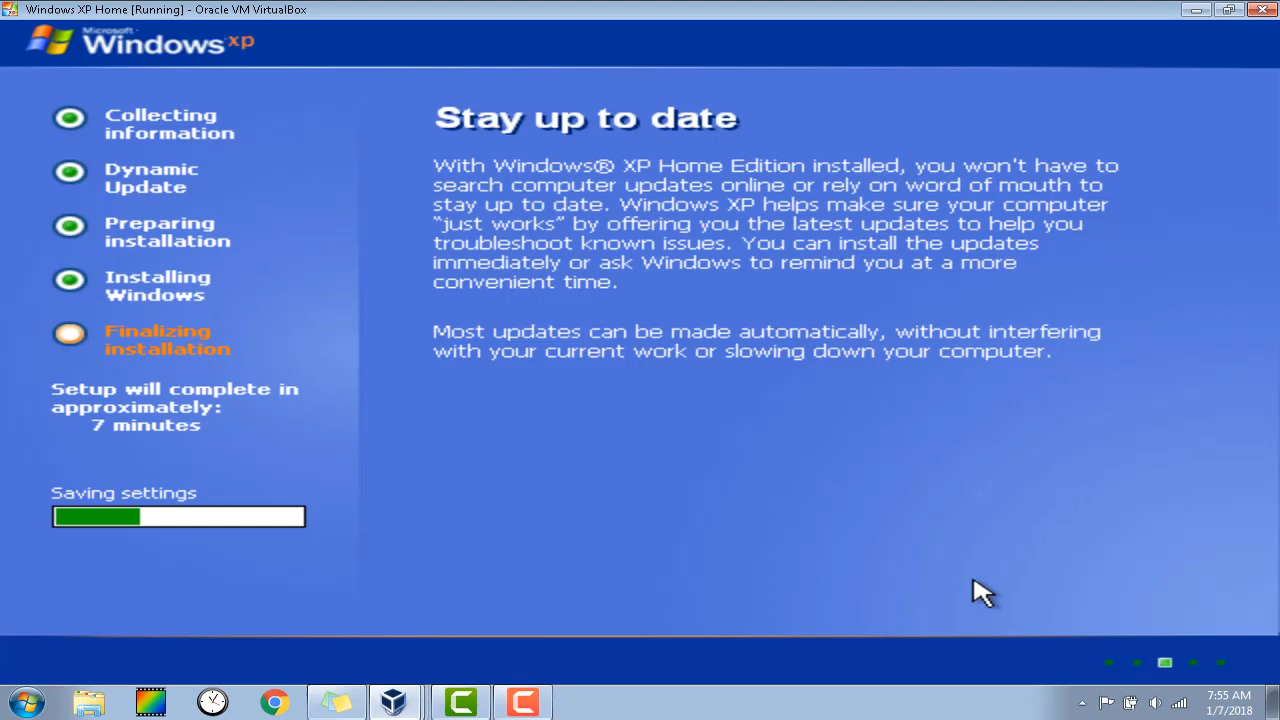 Windows XP Home [Running] - Oracle VM VirtualBox
Microsoft
Windows xp
Collecting
information
Dynamic
Update
Preparing
installation
Installing
Windows
Finalizing
installation
Setup will complete in
approximately:
7 minutes
Saving settings
Stay up to date
With Windows® XP Home Edition installed, you won't have to
search computer updates online or rely on word of mouth to
stay up to date. Windows XP helps make sure your computer
“just works” by offering you the latest updates to help you
troubleshoot known issues. You can install the updates
immediately or ask Windows to remind you at a more
convenient time.
Most updates can be made automatically, without interfering
with your current work or slowing down your computer.
7:55 AM
1/7/2018